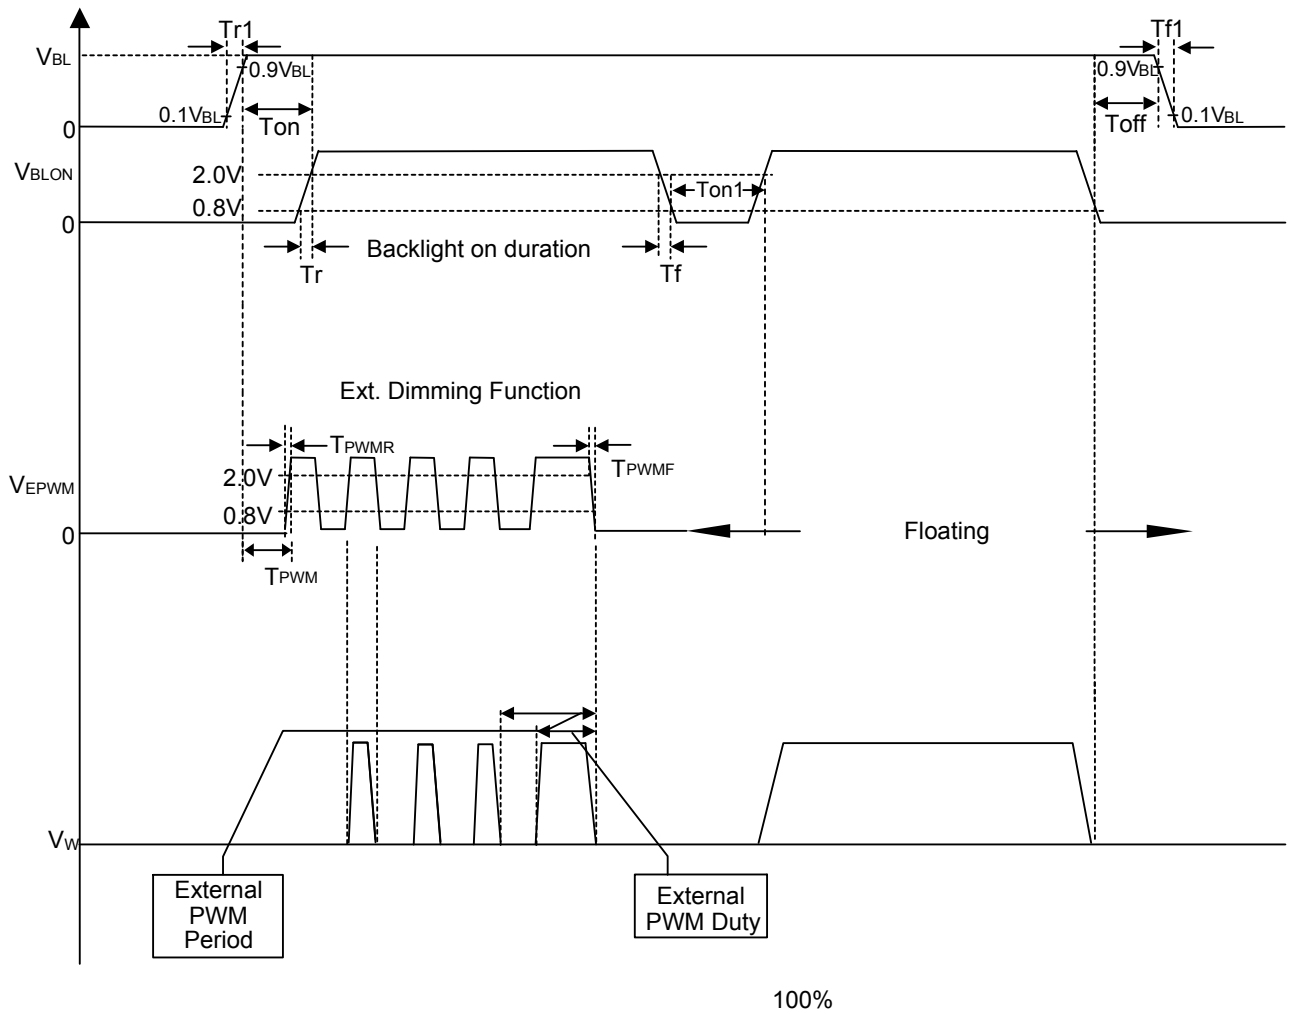 Tr1
Tf1
VBL
0.9VBL
0.9VBL
0.1VBL
Ton
Toff
0.1VBL
0
VBLON
2.0V
Ton1
0.8V
0
Backlight on duration
Tr
Tf
Ext. Dimming Function
TPWMR
TPWMF
2.0V
VEPWM
0.8V
0
Floating
TPWM
VW
External
PWM
Period
External
PWM Duty
100%